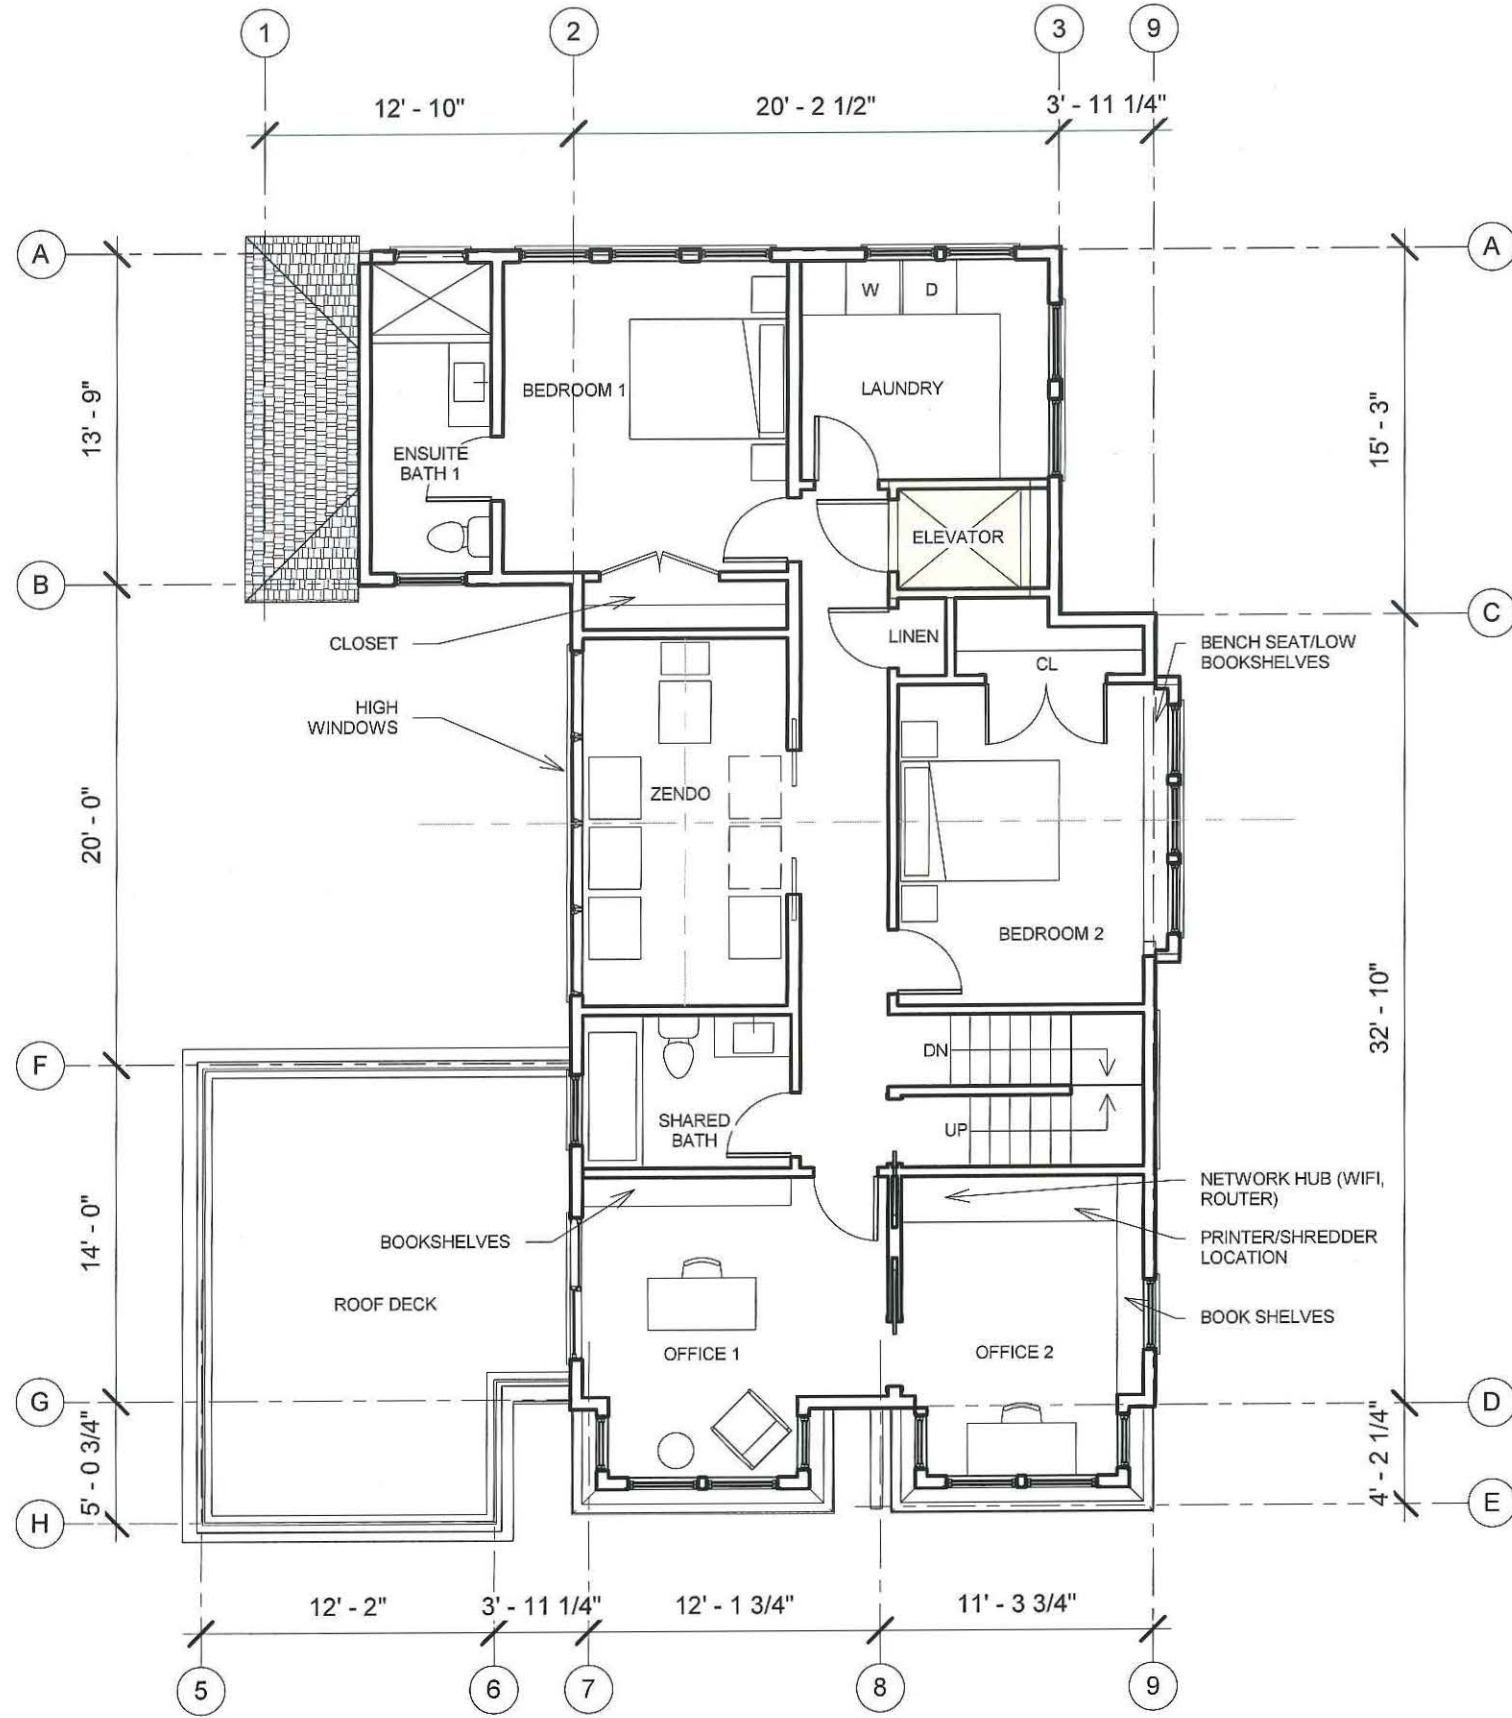 1
2
3
9
12' - 10"
20' - 2 1/2"
3' - 11 1/4"
A
A
13' - 9"
15' - 3"
W
D
BEDROOM 1
LAUNDRY
ENSUITE
BATH 1
ELEVATOR
B
C
CLOSET
LINEN
CL
BENCH SEAT/LOW
BOOKSHELVES
HIGH
WINDOWS
ZENDO
20' - 0"
BEDROOM 2
32' - 10"
F
DN
UP
SHARED
BATH
NETWORK HUB (WIFI,
ROUTER)
PRINTER/SHREDDER
LOCATION
BOOK SHELVES
BOOKSHELVES
14' - 0"
ROOF DECK
OFFICE 1
OFFICE 2
G
D
5' - 0 3/4"
4' - 2 1/4"
H
E
12' - 2"
3' - 11 1/4"
12' - 1 3/4"
11' - 3 3/4"
5
6
7
8
9